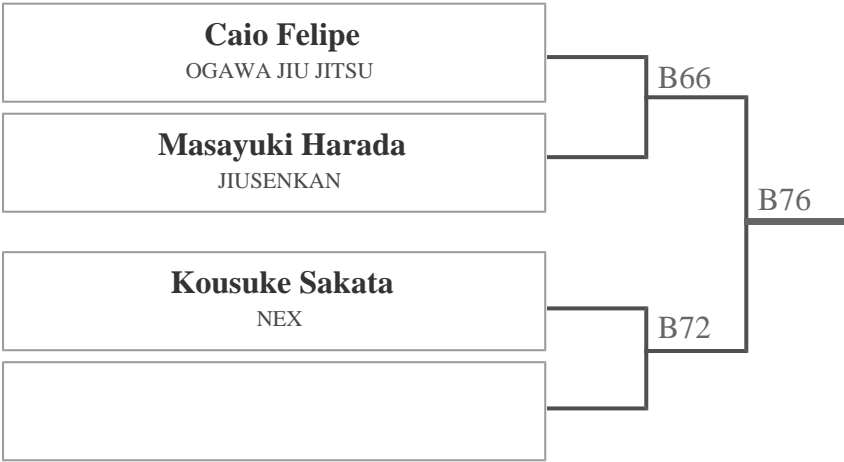 Caio Felipe
OGAWA JIU JITSU
B66
Masayuki Harada
JIUSENKAN
B76
Kousuke Sakata
NEX
B72